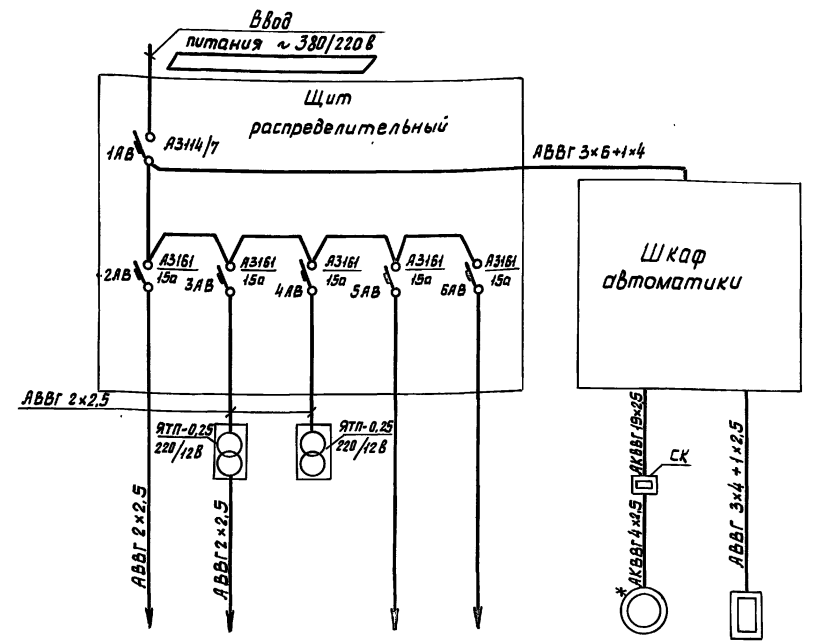 Ввод
питания ~ 380/220 в
Щит
распределительный
1АВ
А3114/7
АВВГ 3×6+1×4
Шкаф
автоматики
2АВ
А3161
15а
3АВ
А3161
15а
4АВ
А3161
15а
5АВ
А3161
15а
6АВ
А3161
15а
АВВГ 2×2,5
ЯТП-0,25
220/12В
ЯТП-0,25
220/12В
АВВГ 2×2,5
АВВГ 2×2,5
АКВВГ 19×2,5
СК
АКВВГ 4×2,5
*
АВВГ 3×4+1×2,5